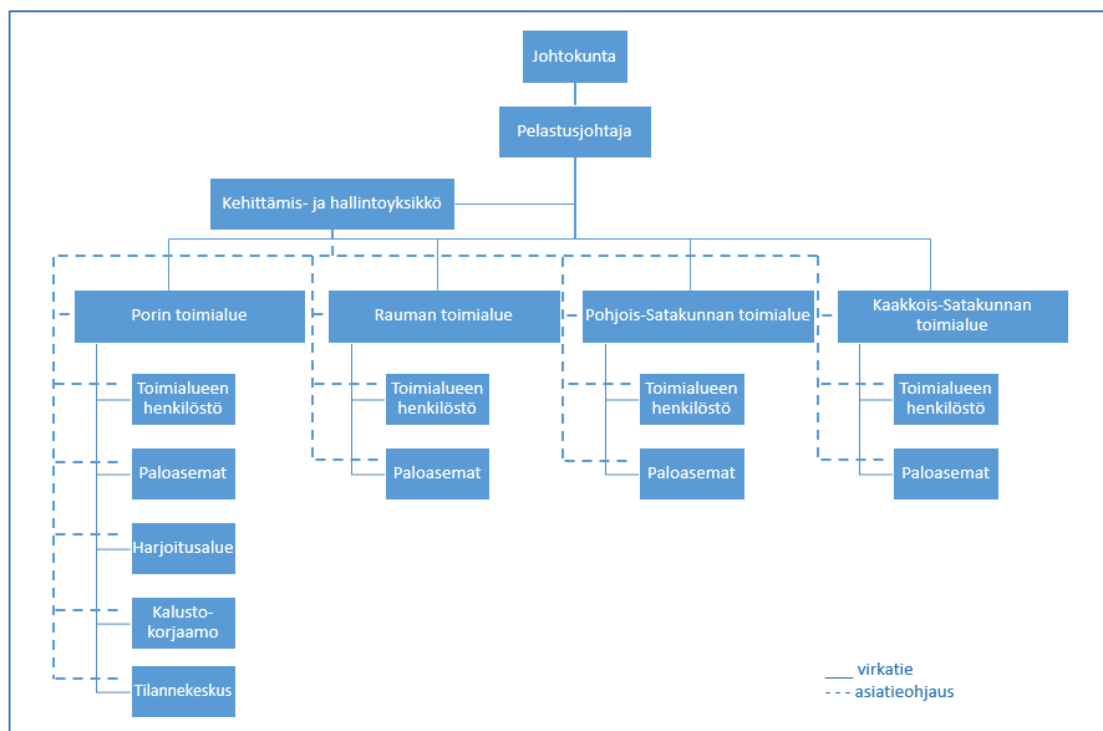 Johtokunta
Pelastusjohtaja
Kehittämis- ja hallintoyksikkö
Porin toimialue
Rauman toimialue
Pohjois-Satakunnan toimialue
Kaakkois-Satakunnan
toimialue
Toimialueen
henkilöstö
Toimialueen
henkilöstö
Toimialueen
henkilöstö
Toimialueen
henkilöstö
Paloasemat
Paloasemat
Paloasemat
Paloasemat
Harjoitusalue
Kalusto-
korjaamo
Tilannekeskus
virkatie
asiatieohjaus